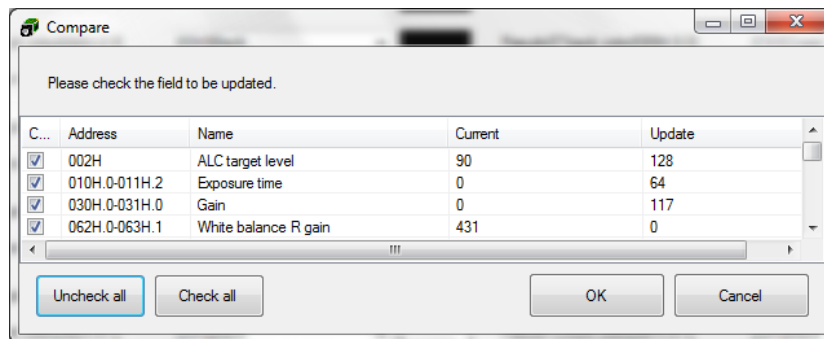 Compare
Please check the field to be updated.
C... Address Name Current Update
002H ALC target level 90 128
010H.0-011H.2 Exposure time 0 64
030H.0-031H.0 Gain 0 117
062H.0-063H.1 White balance R gain 431 0
Uncheck all Check all OK Cancel